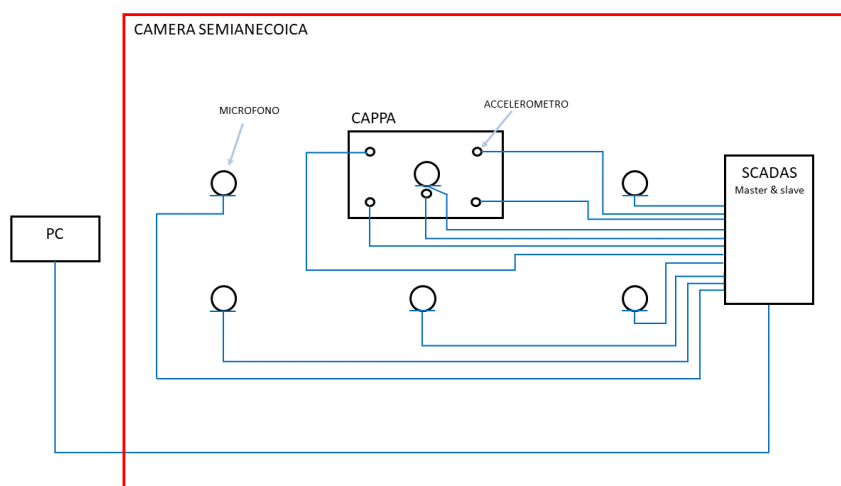 CAMERA SEMIANECOICA
MICROFONO
ACCELEROMETRO
CAPPA
SCADAS
Master & slave
PC